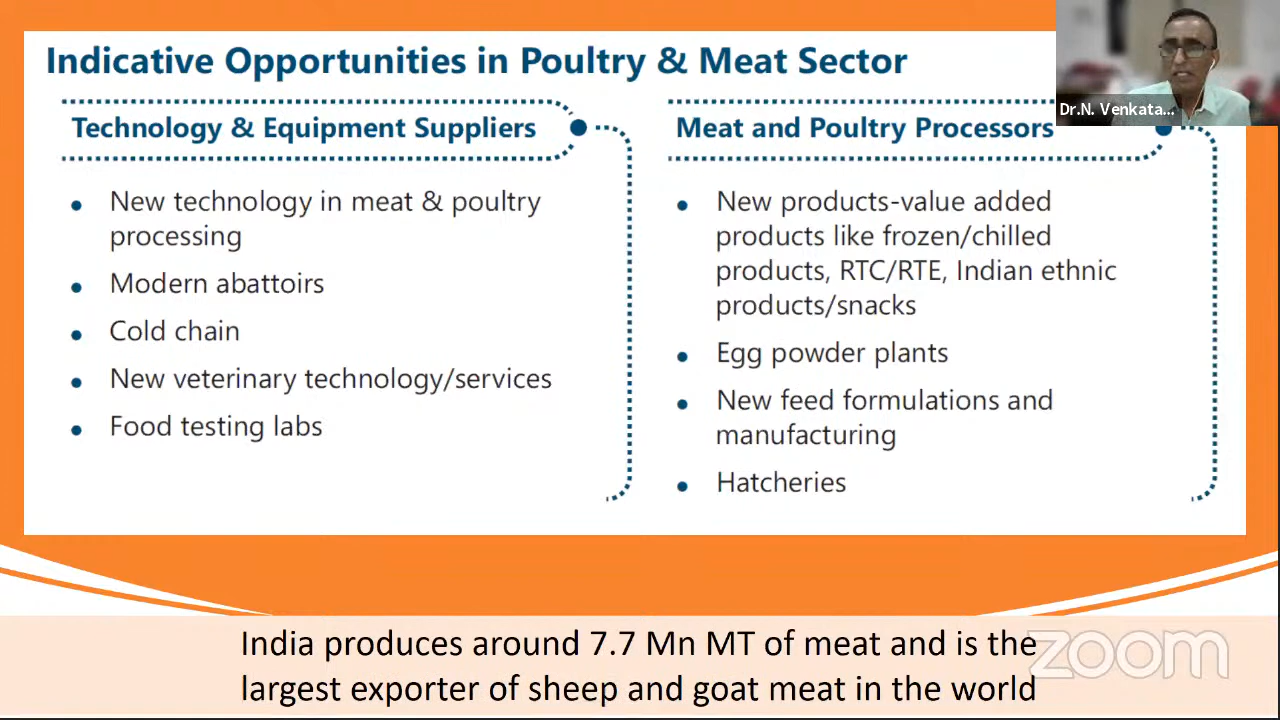 Indicative Opportunities in Poultry & Meat Sector
Dr.N. Venkata...
Technology & Equipment Suppliers
New technology in meat & poultry
processing
Modern abattoirs
Cold chain
New veterinary technology/services
Food testing labs
Meat and Poultry Processors
New products-value added
products like frozen/chilled
products, RTC/RTE, Indian ethnic
products/snacks
Egg powder plants
New feed formulations and
manufacturing
Hatcheries
India produces around 7.7 Mn MT of meat and is the
largest exporter of sheep and goat meat in the world
zoom